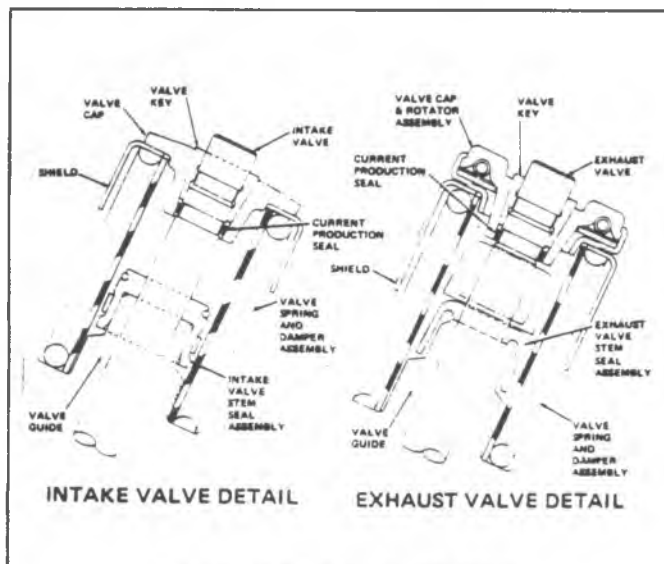 VALVE
CAP
VALVE
KEY
INTAKE
VALVE
SHIELD
CURRENT
PRODUCTION
SEAL
VALVE
SPRING
AND
DAMPER
ASSEMBLY
INTAKE
VALVE
STEM
SEAL
ASSEMBLY
VALVE
GUIDE
INTAKE VALVE DETAIL
VALVE CAP
& ROTATOR
ASSEMBLY
VALVE
KEY
CURRENT
PRODUCTION
SEAL
EXHAUST
VALVE
SHIELD
EXHAUST
VALVE
STEM
SEAL
ASSEMBLY
VALVE
GUIDE
VALVE
SPRING
AND
DAMPER
ASSEMBLY
EXHAUST VALVE DETAIL